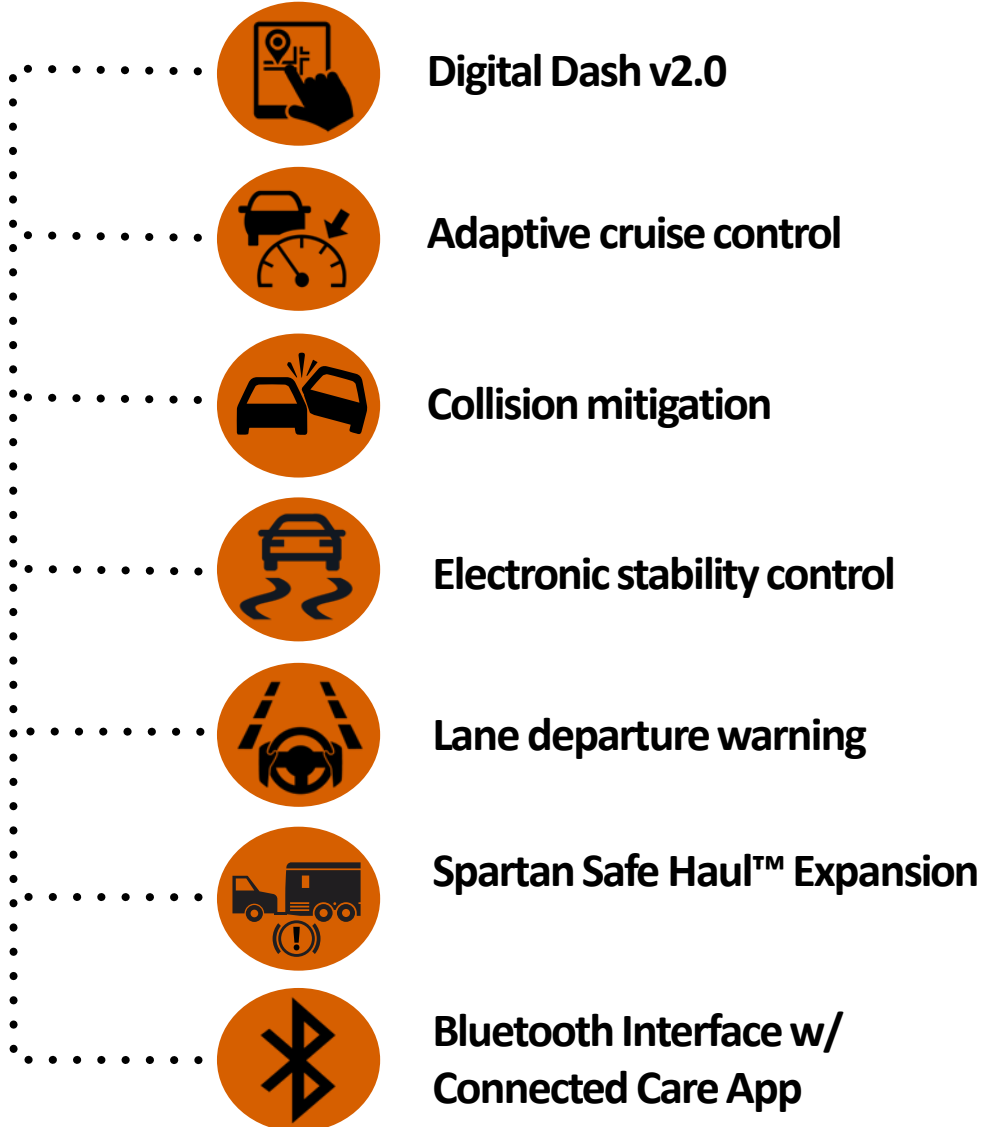 Digital Dash v2.0
Adaptive cruise control
Collision mitigation
Electronic stability control
Lane departure warning
Spartan Safe Haul™ Expansion
Bluetooth Interface w/
Connected Care App